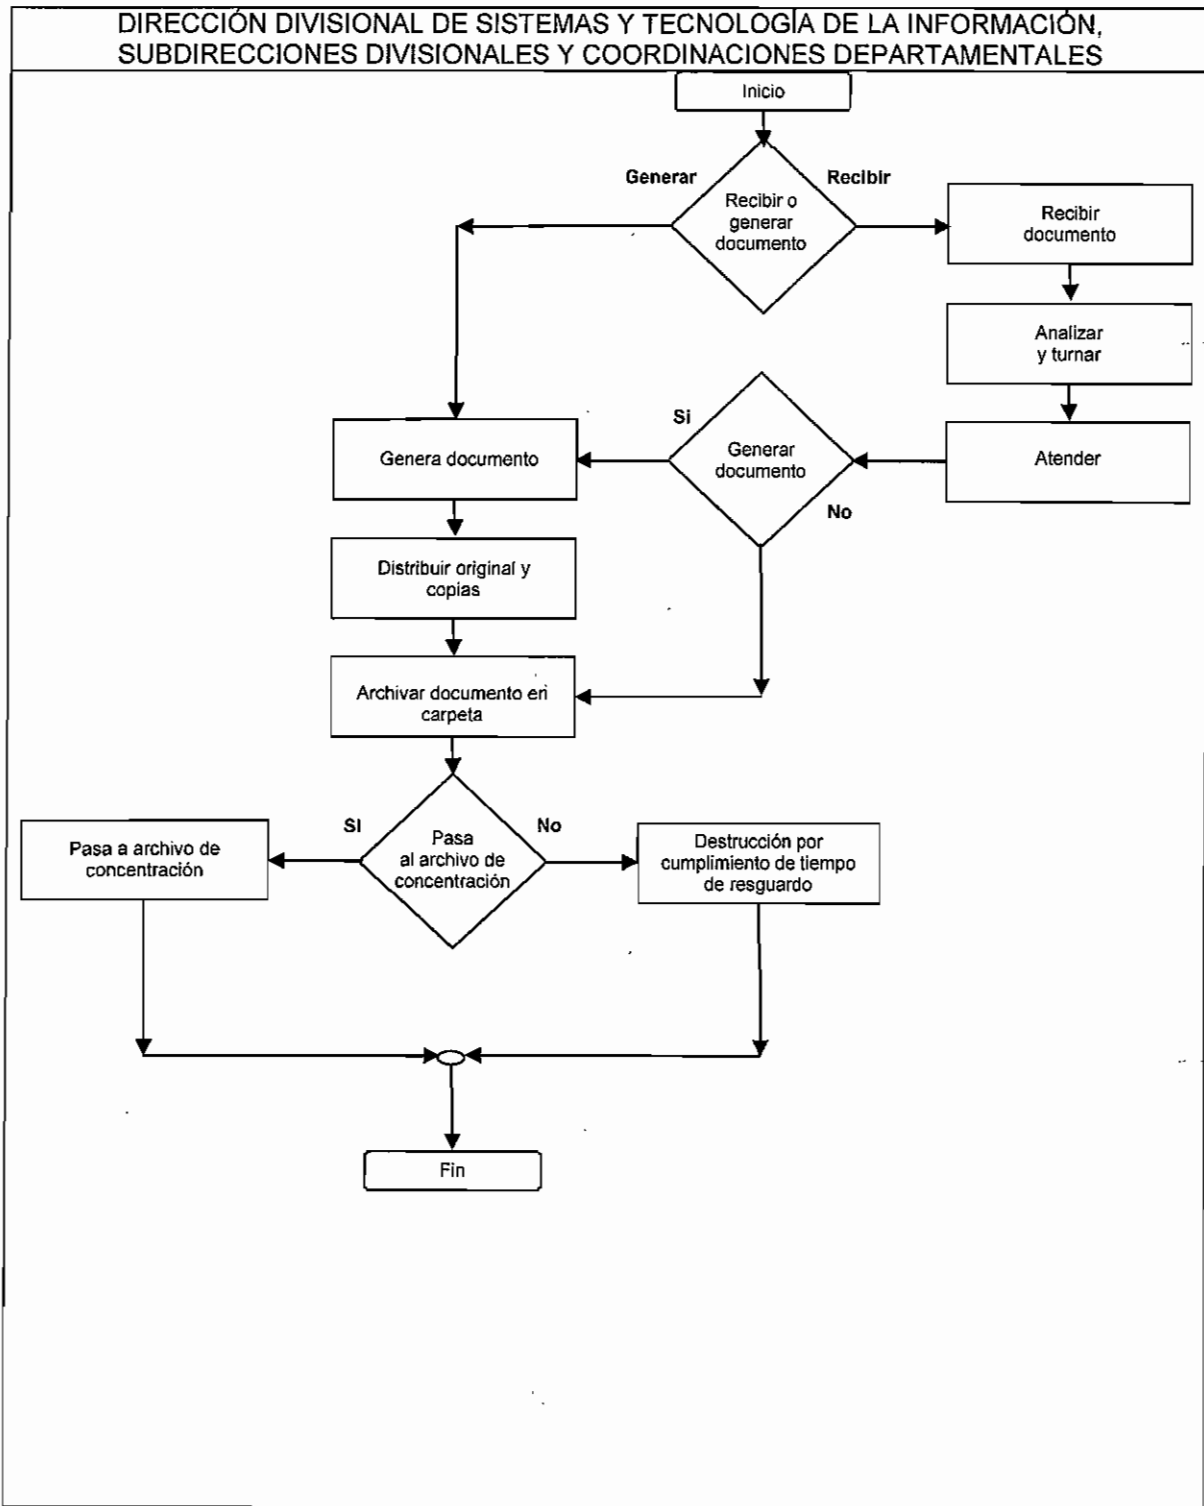 DIRECCIÓN DIVISIONAL DE SISTEMAS Y TECNOLOGÍA DE LA INFORMACIÓN,
SUBDIRECCIONES DIVISIONALES Y COORDINACIONES DEPARTAMENTALES
Inicio
Generar
Recibir
Recibir o
generar
documento
Recibir
documento
Analizar
y turnar
Si
Genera documento
Generar
documento
Atender
No
Distribuir original y
copias
Archivar documento en
carpeta
Si
No
Pasa a archivo de
concentración
Pasa
al archivo de
concentración
Destrucción por
cumplimiento de tiempo
de resguardo
Fin